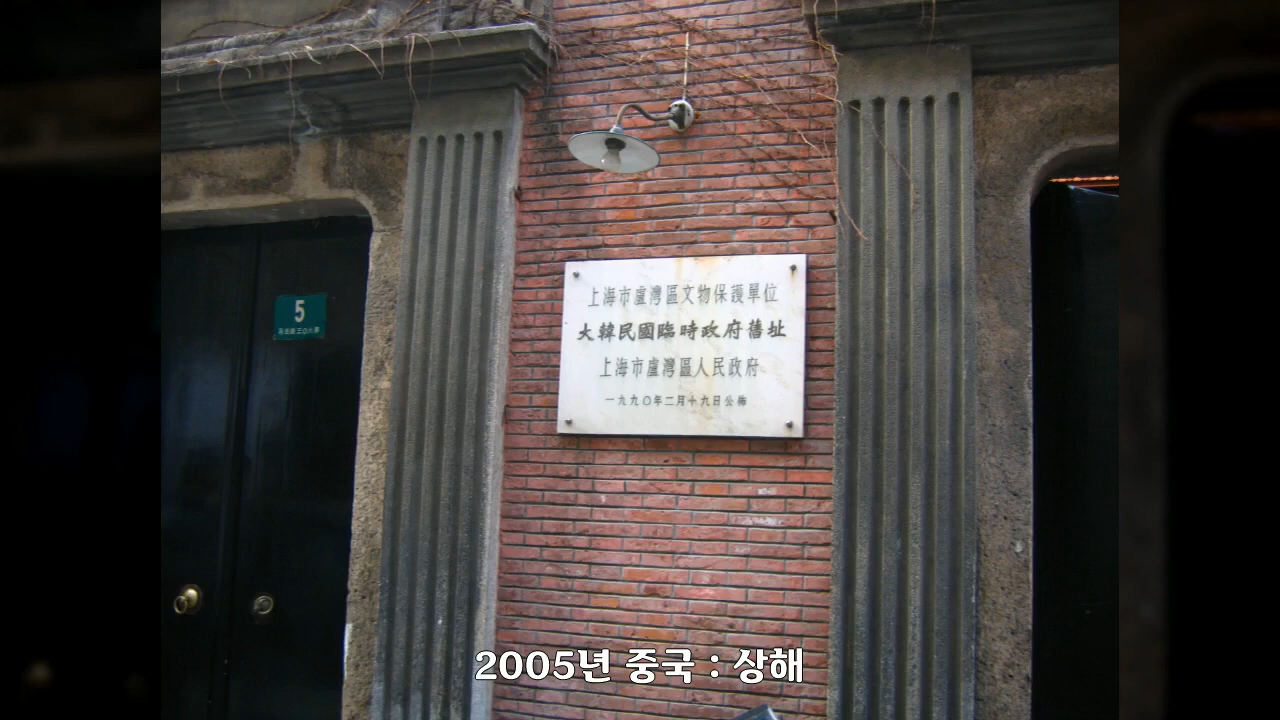 5
上海市盧灣區文物保護單位
大韓民國臨時政府舊址
上海市盧灣區人民政府
一九九〇年二月十九日公佈
2005년 중국 : 상해